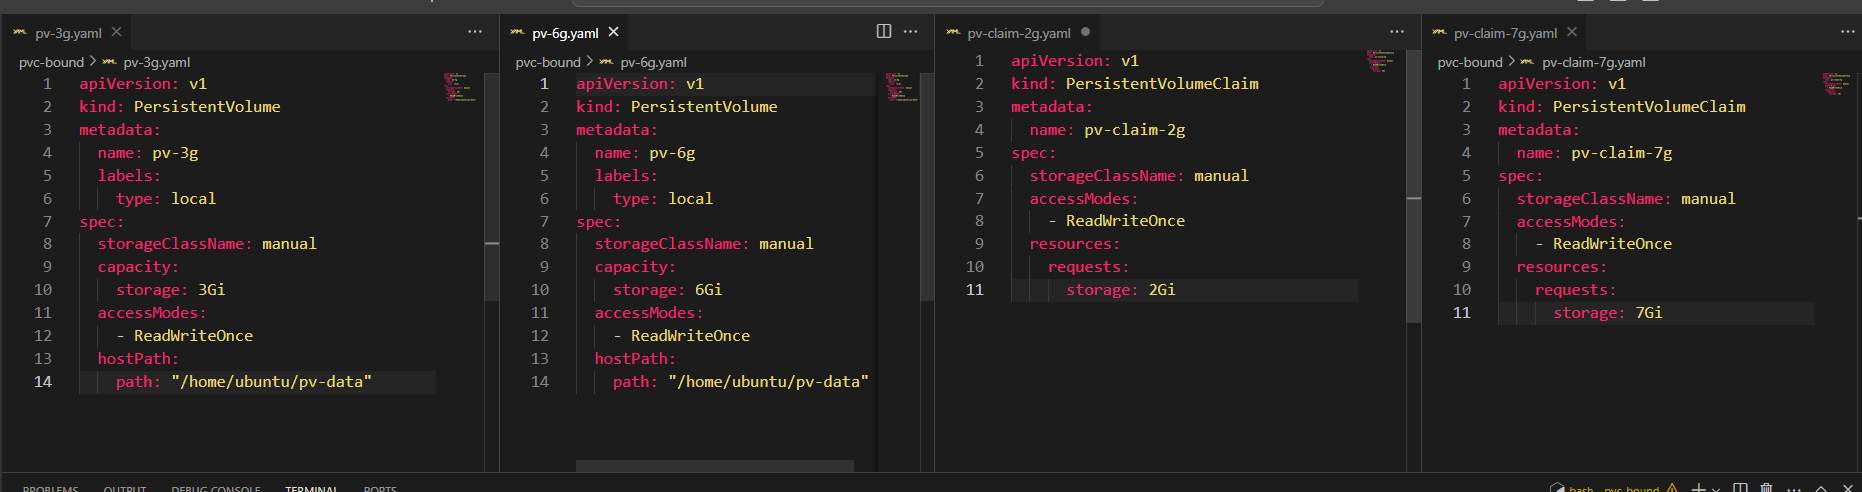 pv-3g.yaml
pvc-bound > pv-3g.yaml
1 apiVersion: v1
2 kind: PersistentVolume
3 metadata:
4   name: pv-3g
5   labels:
6     type: local
7 spec:
8   storageClassName: manual
9   capacity:
10     storage: 3Gi
11   accessModes:
12     - ReadWriteOnce
13   hostPath:
14     path: "/home/ubuntu/pv-data"
pv-6g.yaml
pvc-bound > pv-6g.yaml
1 apiVersion: v1
2 kind: PersistentVolume
3 metadata:
4   name: pv-6g
5   labels:
6     type: local
7 spec:
8   storageClassName: manual
9   capacity:
10     storage: 6Gi
11   accessModes:
12     - ReadWriteOnce
13   hostPath:
14     path: "/home/ubuntu/pv-data"
pv-claim-2g.yaml
1 apiVersion: v1
2 kind: PersistentVolumeClaim
3 metadata:
4   name: pv-claim-2g
5 spec:
6   storageClassName: manual
7   accessModes:
8     - ReadWriteOnce
9   resources:
10     requests:
11       storage: 2Gi
pv-claim-7g.yaml
pvc-bound > pv-claim-7g.yaml
1 apiVersion: v1
2 kind: PersistentVolumeClaim
3 metadata:
4   name: pv-claim-7g
5 spec:
6   storageClassName: manual
7   accessModes:
8     - ReadWriteOnce
9   resources:
10     requests:
11       storage: 7Gi
PROBLEMS OUTPUT DEBUG CONSOLE TERMINAL PORTS
bash - pvc-bound